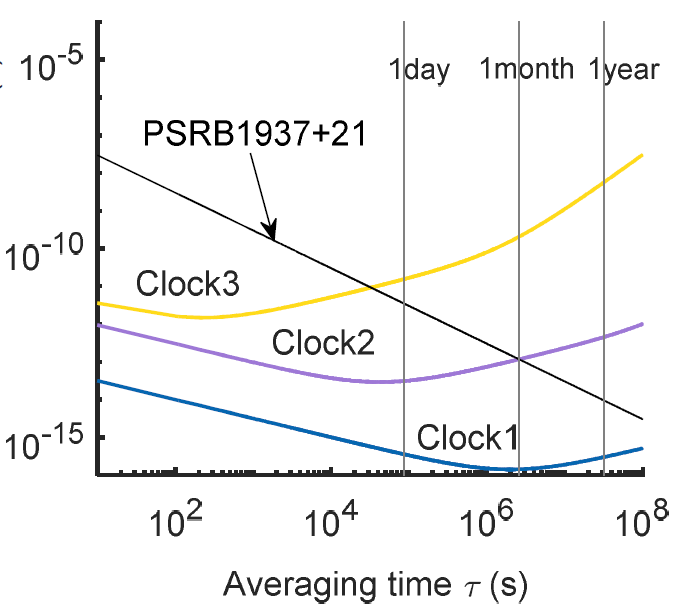 10-5
1day 1month 1year
PSRB1937+21
10-10
Clock3
Clock2
10-15
Clock1
102 104 106 108
Averaging time τ (s)